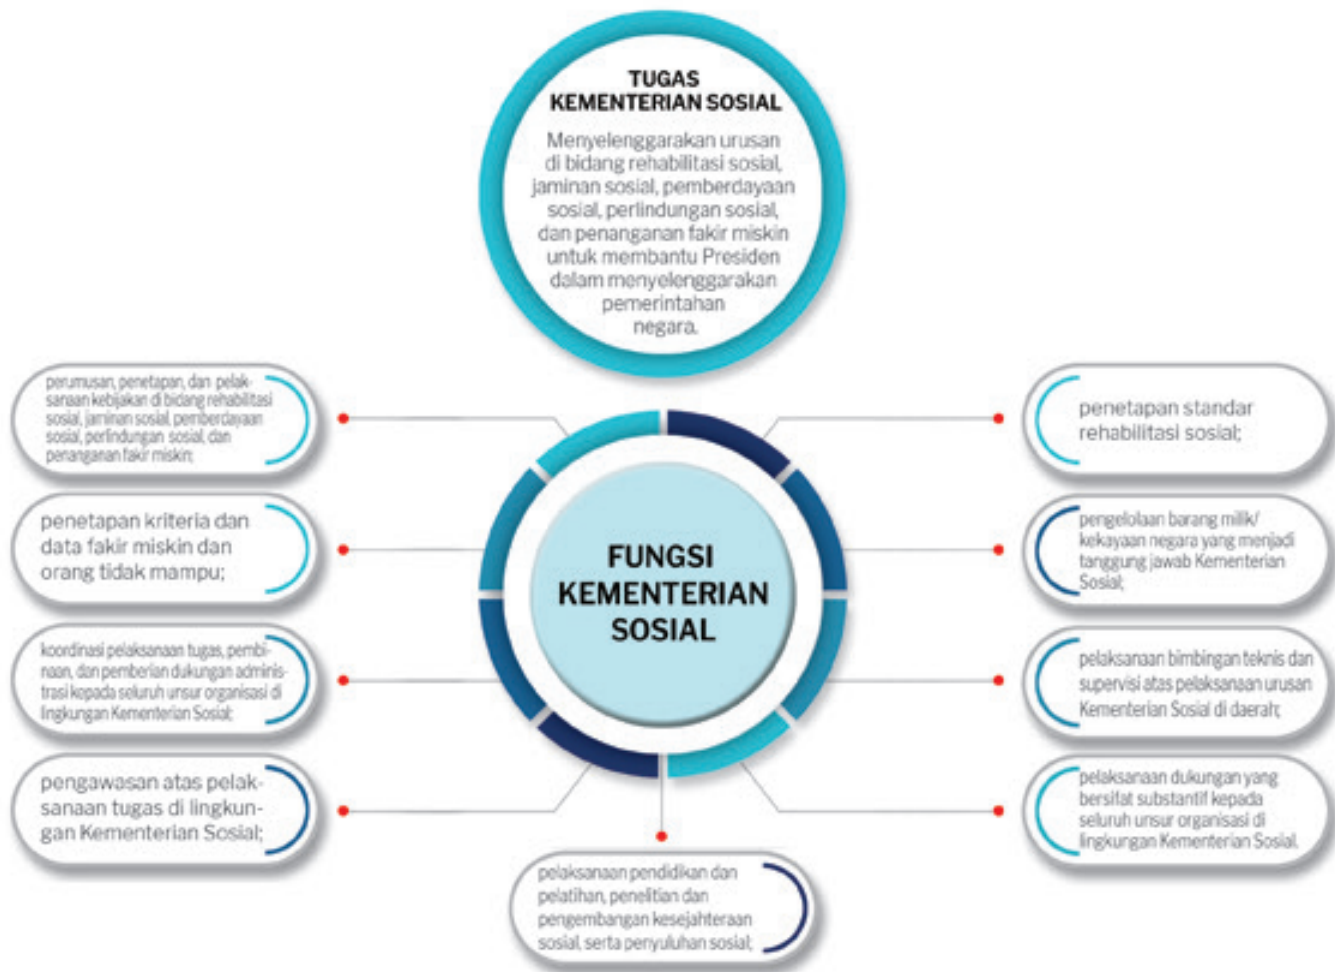 TUGAS
KEMENTERIAN SOSIAL
Menyelenggarakan urusan
di bidang rehabilitasi sosial,
jaminan sosial, pemberdayaan
sosial, perlindungan sosial,
dan penanganan fakir miskin
untuk membantu Presiden
dalam menyelenggarakan
pemerintahan
negara.
FUNGSI
KEMENTERIAN
SOSIAL
perumusan, penetapan, dan pelak-
sanaan kebijakan di bidang rehabilitasi
sosial, jaminan sosial, pemberdayaan
sosial, perlindungan sosial, dan
penanganan fakir miskin;
penetapan kriteria dan
data fakir miskin dan
orang tidak mampu;
koordinasi pelaksanaan tugas, pembi-
naan, dan pemberian dukungan adminis-
trasi kepada seluruh unsur organisasi di
lingkungan Kementerian Sosial;
pengawasan atas pelak-
sanaan tugas di lingkun-
gan Kementerian Sosial;
pelaksanaan pendidikan dan
pelatihan, penelitian dan
pengembangan kesejahteraan
sosial, serta penyuluhan sosial;
penetapan standar
rehabilitasi sosial;
pengelolaan barang milik/
kekayaan negara yang menjadi
tanggung jawab Kementerian
Sosial;
pelaksanaan bimbingan teknis dan
supervisi atas pelaksanaan urusan
Kementerian Sosial di daerah;
pelaksanaan dukungan yang
bersifat substantif kepada
seluruh unsur organisasi di
lingkungan Kementerian Sosial.